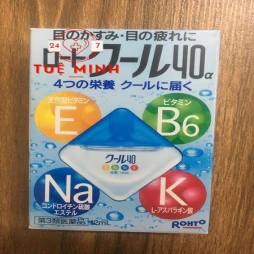 目のかすみ・目の疲れに
24 7
ロートクール40α
TUỆ MINH
4つの栄養 クールに届く
天然型ビタミン
E
ビタミン
B6
クール40
Na
コンドロイチン硫酸
エステル
K
L-アスパラギン酸
第3類医薬品 12mL
ROHTO